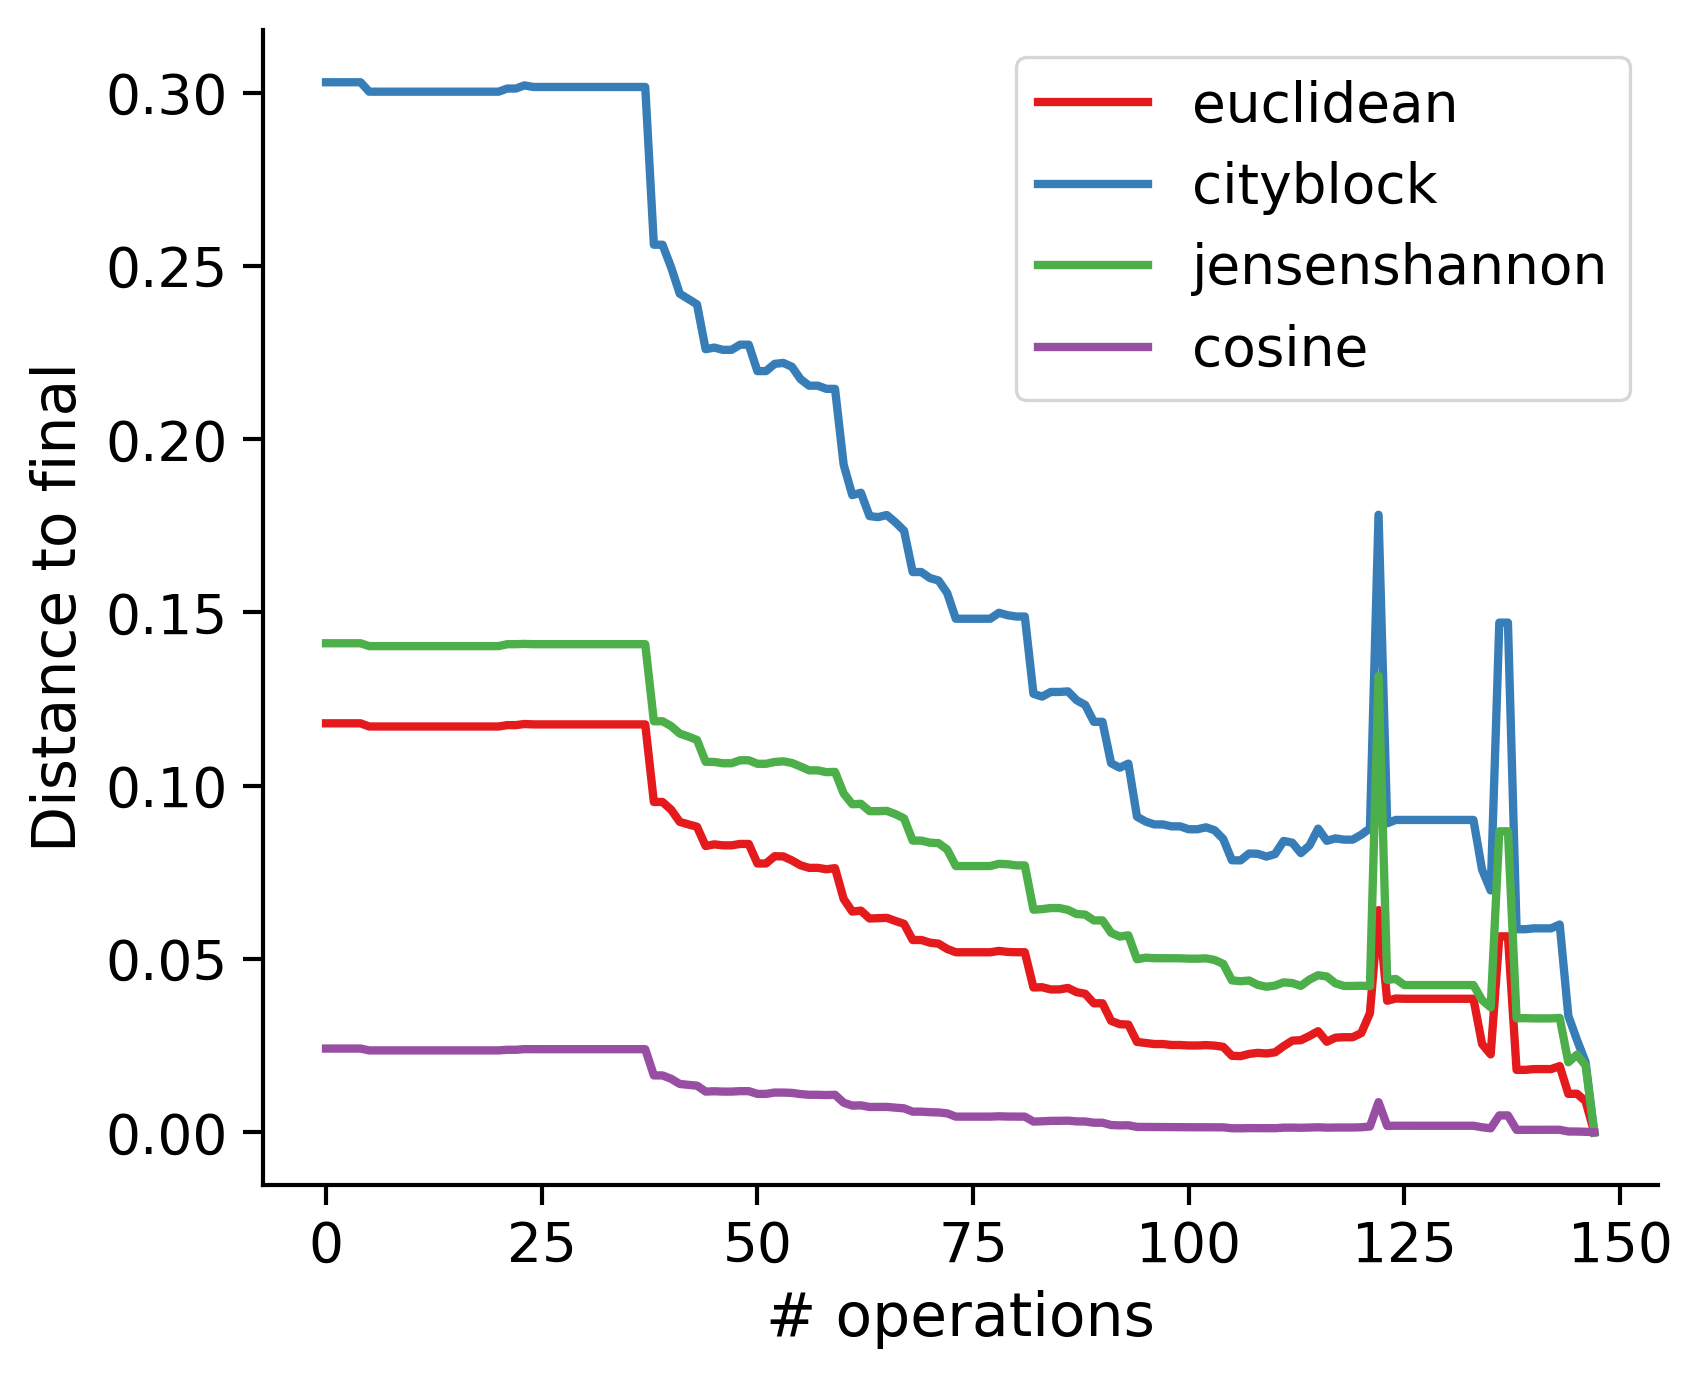 0.30
0.25
0.20
0.15
0.10
0.05
0.00
Distance to final
euclidean
cityblock
jensenshannon
cosine
0 25 50 75 100 125 150
# operations